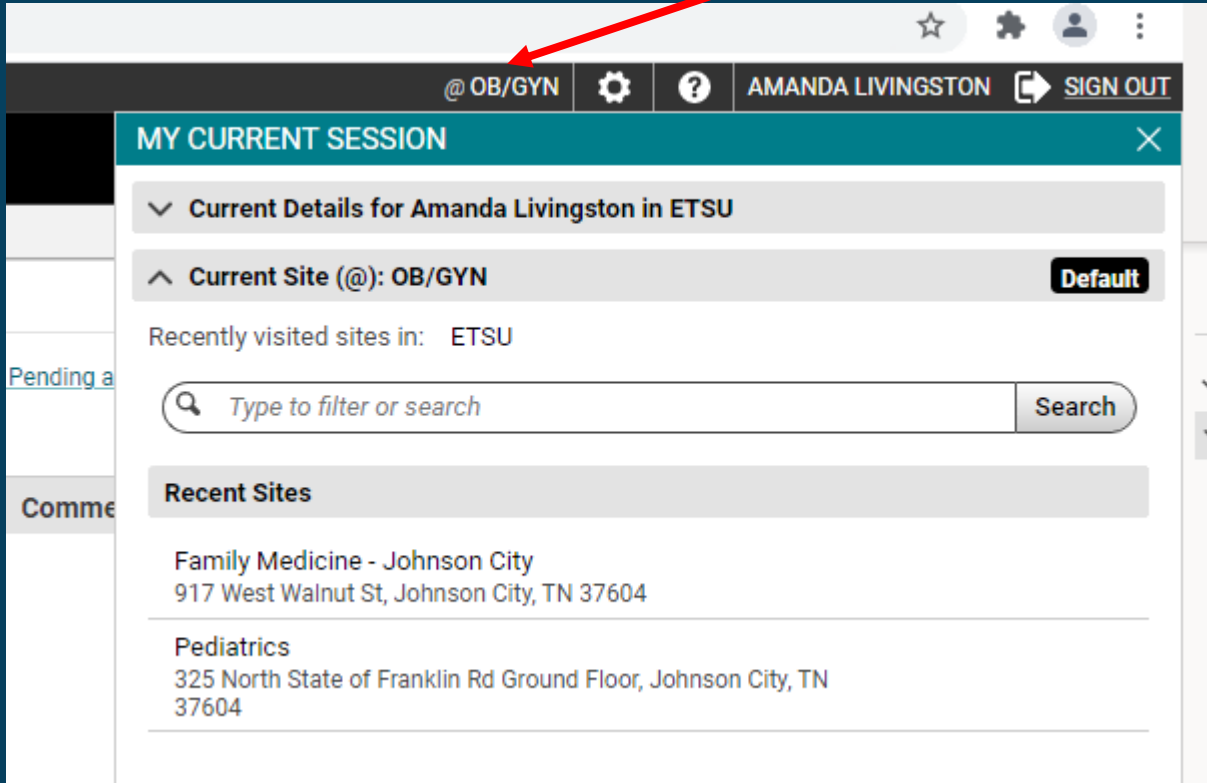 @ OB/GYN AMANDA LIVINGSTON SIGN OUT
MY CURRENT SESSION
Current Details for Amanda Livingston in ETSU
Current Site (@): OB/GYN Default
Recently visited sites in: ETSU
Pending a
Type to filter or search Search
Recent Sites
Comme
Family Medicine - Johnson City
917 West Walnut St, Johnson City, TN 37604
Pediatrics
325 North State of Franklin Rd Ground Floor, Johnson City, TN
37604